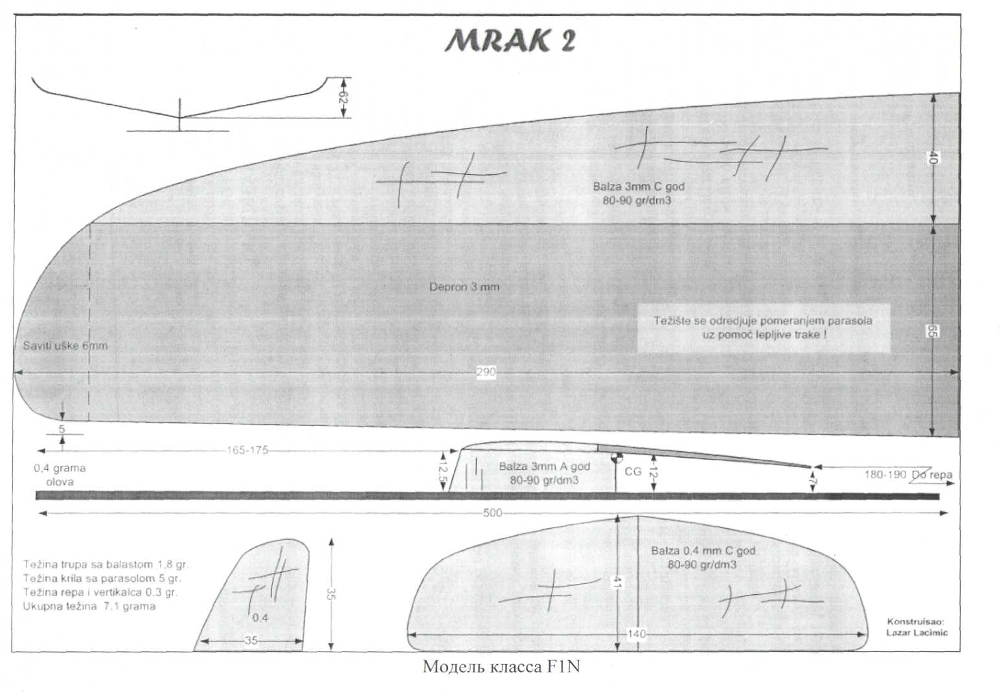 MRAK 2
62
40
Balza 3mm C god
80-90 gr/dm3
Depron 3 mm
Težište se odredjuje pomeranjem parasola
uz pomoć lepljive trake !
65
Saviti uške 6mm
290
5
165-175
0,4 grama
olova
12.5
Balza 3mm A god
80-90 gr/dm3
CG
12
7
180-190 Do repa
500
Težina trupa sa balastom 1,8 gr.
Težina krila sa parasolom 5 gr.
Težina repa i vertikalca 0.3 gr.
Ukupna težina 7,1 grama
0.4
35
35
Balza 0.4 mm C god
80-90 gr/dm3
41
140
Konstruisao:
Lazar Lacimic
Модель класса F1N